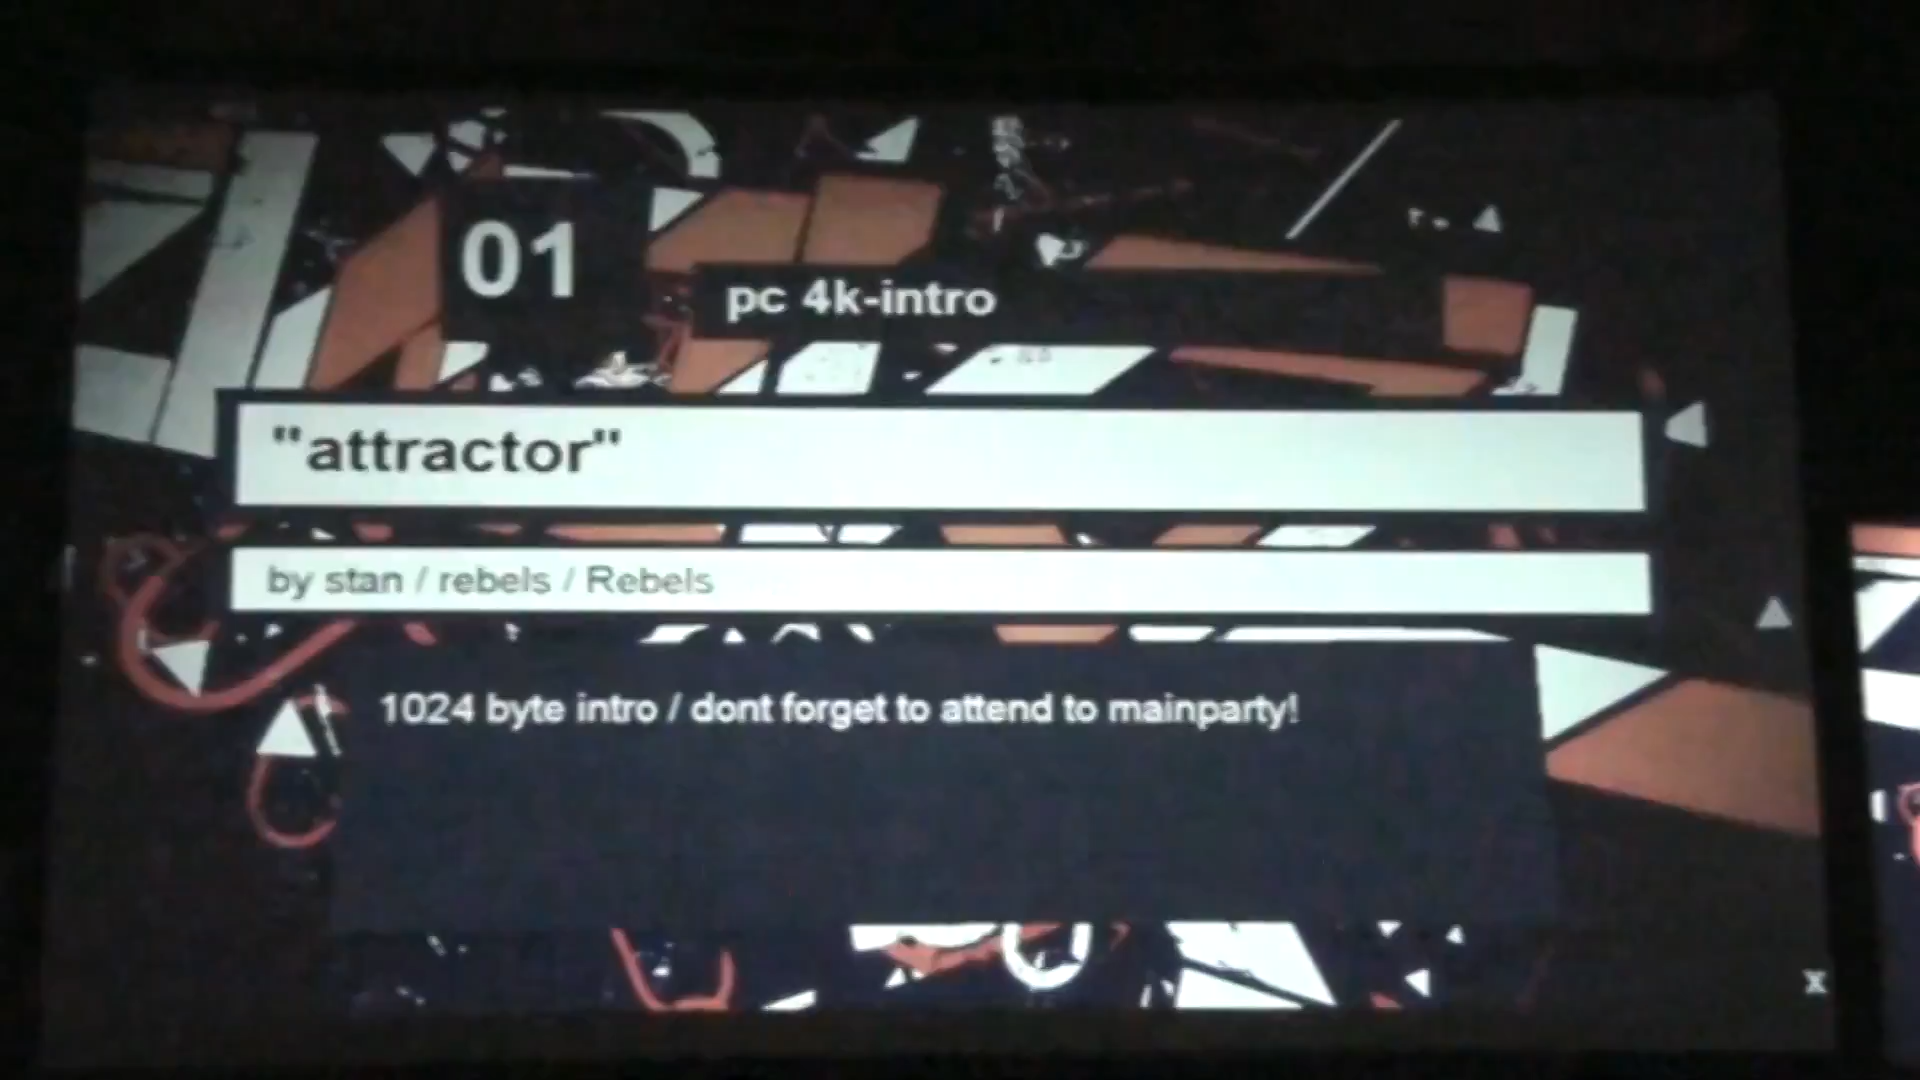 01
pc 4k-intro
"attractor"
by stan / rebels / Rebels
1024 byte intro / dont forget to attend to mainparty!
x